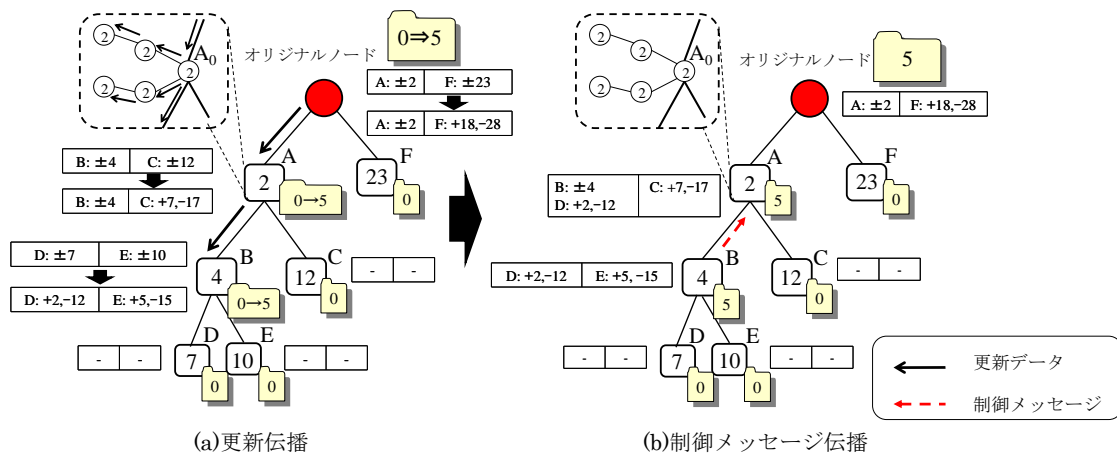 2
2
2
2
2
A₀
オリジナルノード
0⇒5
A: ±2 F: ±23
A: ±2 F: +18,−28
B: ±4 C: ±12
B: ±4 C: +7,−17
A
2
0→5
F
23
0
D: ±7 E: ±10
D: +2,−12 E: +5,−15
B
4
0→5
C
12
0
- -
- -
D
7
0
E
10
0
- -
(a)更新伝播
2
2
2
2
2
A₀
オリジナルノード
5
A: ±2 F: +18,−28
B: ±4 C: +7,−17
D: +2,−12
A
2
5
F
23
0
D: +2,−12 E: +5,−15
B
4
5
C
12
0
- -
- -
D
7
0
E
10
0
- -
(b)制御メッセージ伝播
更新データ
制御メッセージ